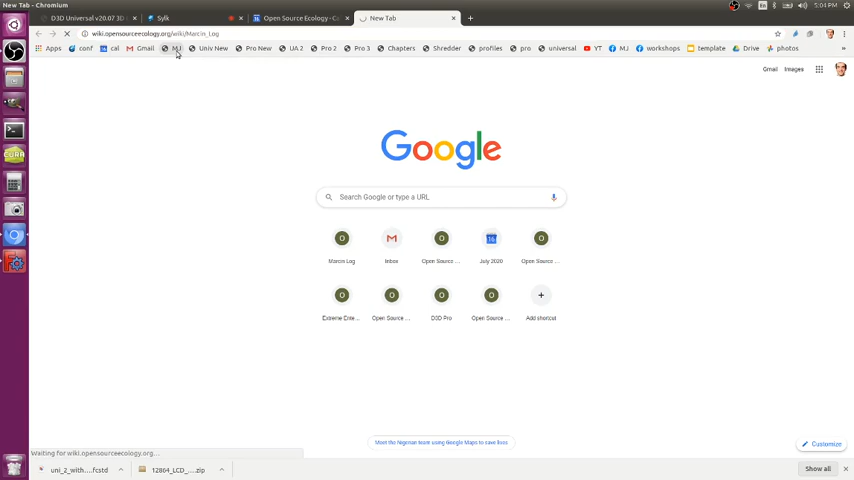 New Tab - Chromium
En
5:04 PM
D3D Universal v20.07 3D
Sylk
Open Source Ecology - Ca
New Tab
wiki.opensourceecology.org/wiki/Marcin_Log
Apps conf cal Gmail MJ Univ New Pro New UA 2 Pro 2 Pro 3 Chapters Shredder profiles pro universal YT MJ workshops template Drive photos
Gmail Images
Google
Search Google or type a URL
Marcin Log
Inbox
Open Source ...
July 2020
Open Source ...
Extreme Ente...
Open Source ...
D3D Pro
Open Source ...
Add shortcut
Meet the Nigerian team using Google Maps to save lives
Customize
Waiting for wiki.opensourceecology.org...
uni_2_with....fcstd
12864_LCD_....zip
Show all